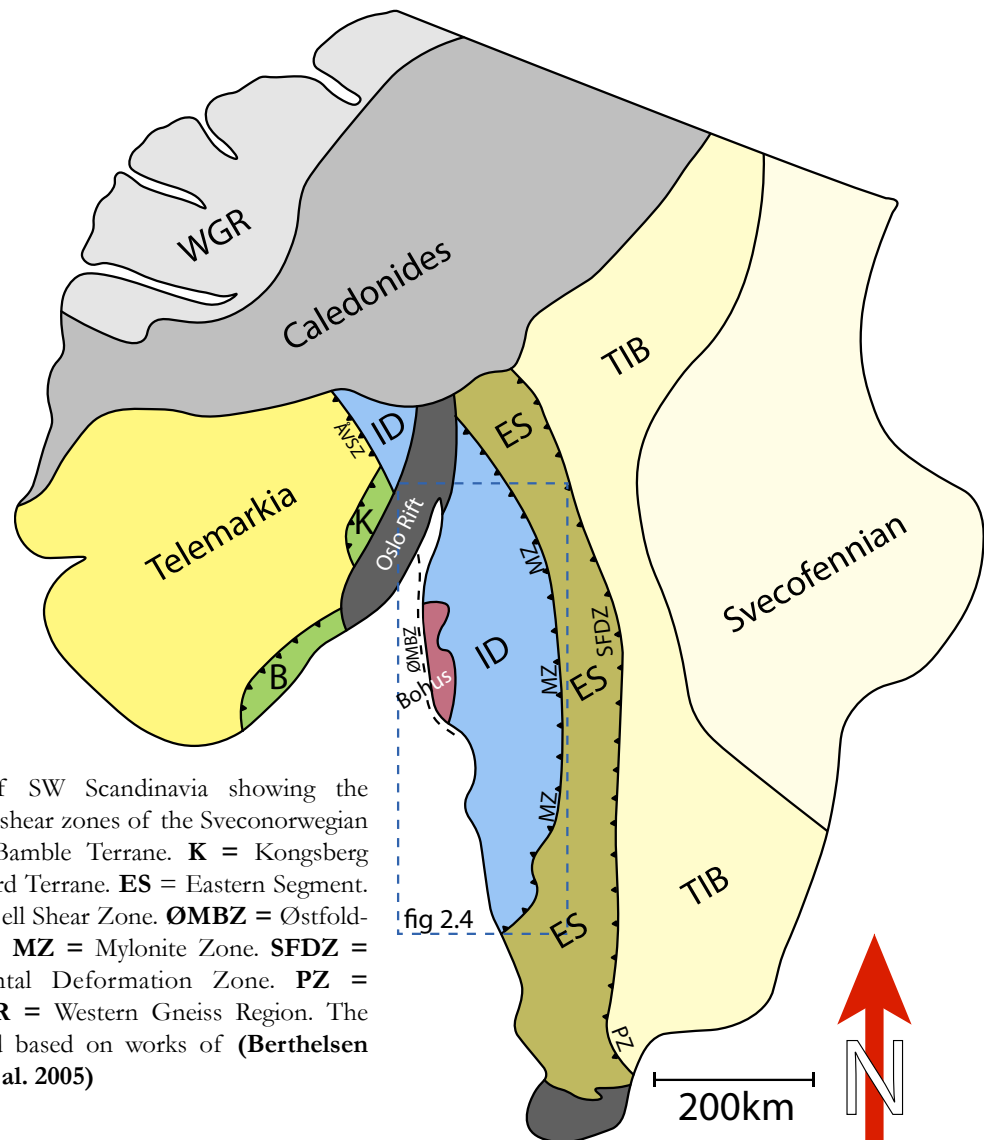 WGR
Caledonides
TIB
ID
ES
ÅVSZ
K
Oslo Rift
Telemarkia
MZ
Svecofennian
SFDZ
ØMBZ
ID
MZ
ES
B
Bohus
MZ
TIB
fig 2.4
ES
PZ
200km
N
f SW Scandinavia showing the
shear zones of the Sveconorwegian
Bamble Terrane. K = Kongsberg
rd Terrane. ES = Eastern Segment.
ell Shear Zone. ØMBZ = Østfold-
MZ = Mylonite Zone. SFDZ =
ntal Deformation Zone. PZ =
R = Western Gneiss Region. The
d based on works of (Berthelsen
al. 2005)